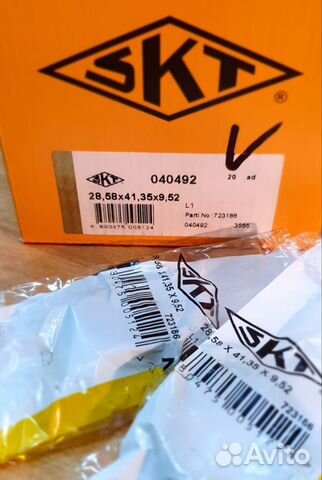 SKT
®
SKT 040492 20 ad
28,58x41,35x9,52
L1
Parti No :723186
040492 3555
28,58 X 41,35 X 9,52
723186
SKT
28,58 X 41,35 X 9,52
723186
Avito